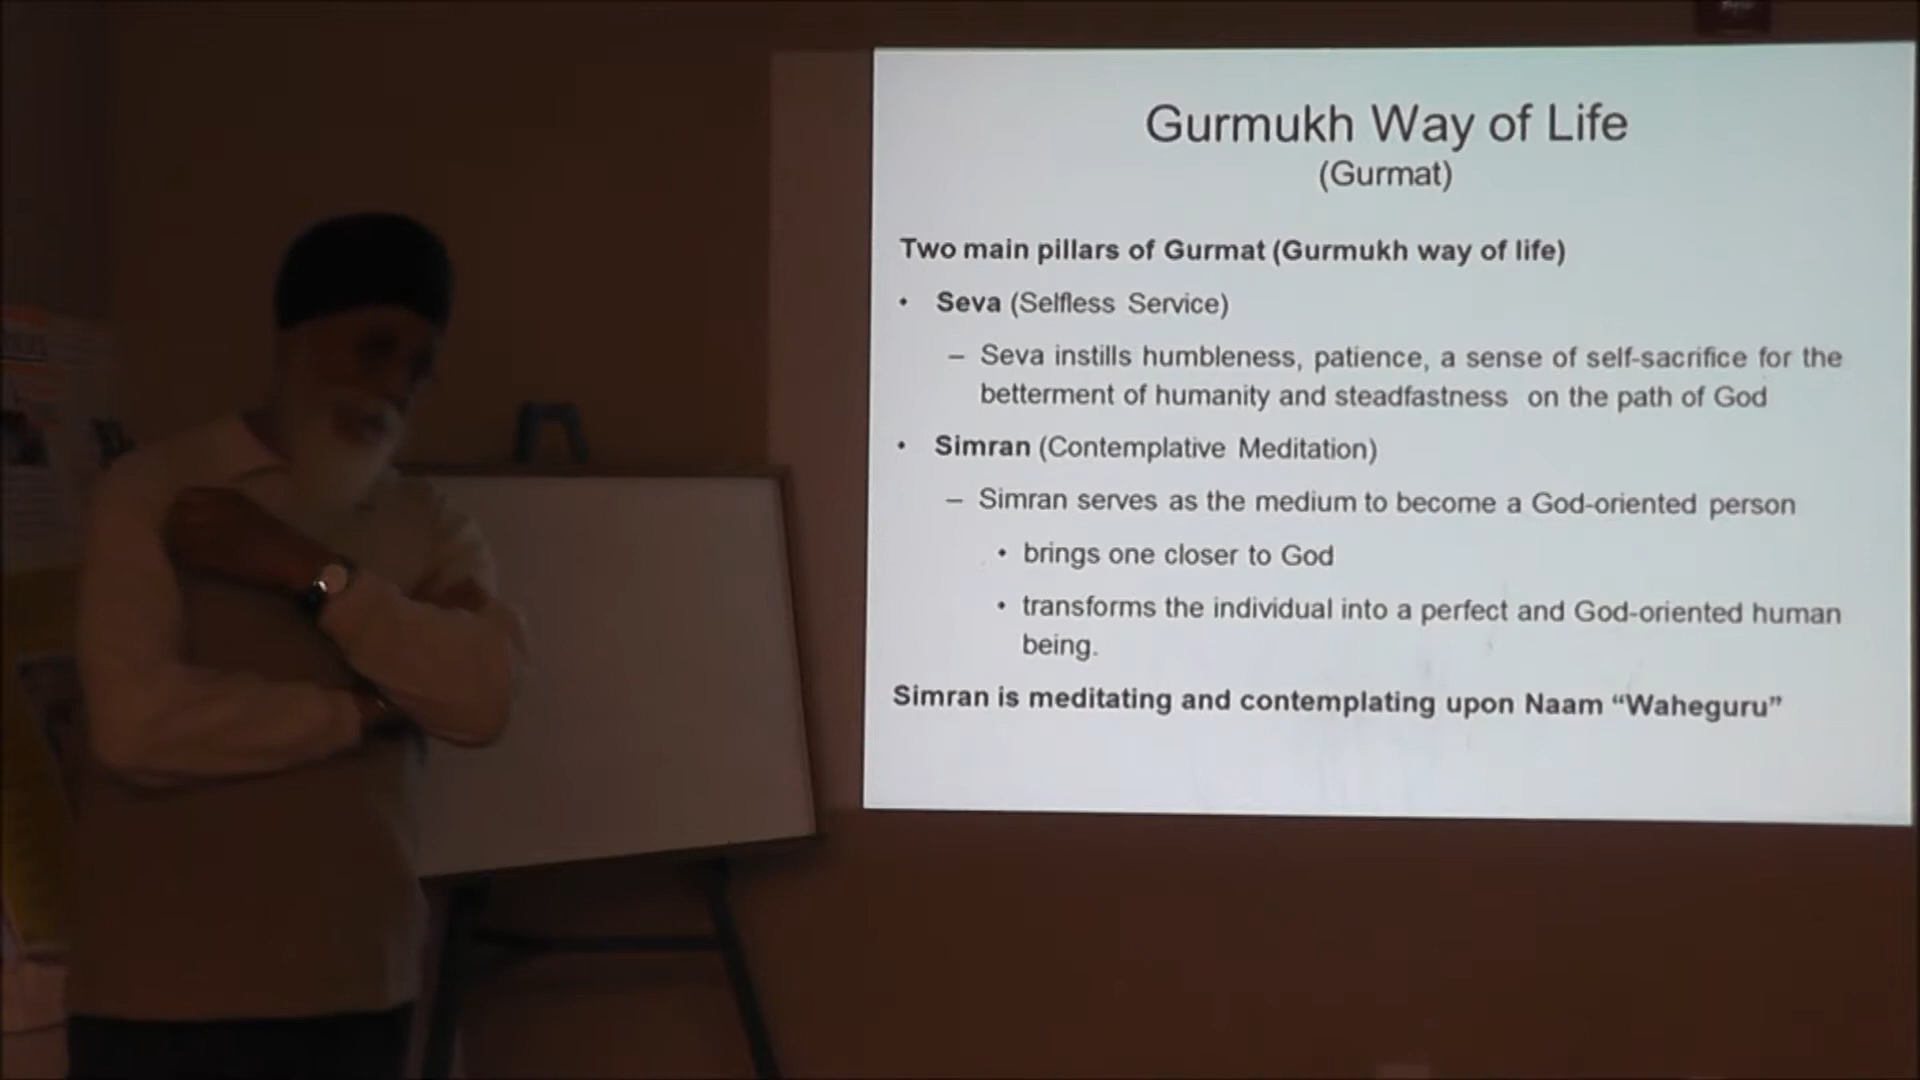 Gurmukh Way of Life
(Gurmat)
Two main pillars of Gurmat (Gurmukh way of life)
• Seva (Selfless Service)
– Seva instills humbleness, patience, a sense of self-sacrifice for the
betterment of humanity and steadfastness on the path of God
• Simran (Contemplative Meditation)
– Simran serves as the medium to become a God-oriented person
• brings one closer to God
• transforms the individual into a perfect and God-oriented human
being.
Simran is meditating and contemplating upon Naam “Waheguru”